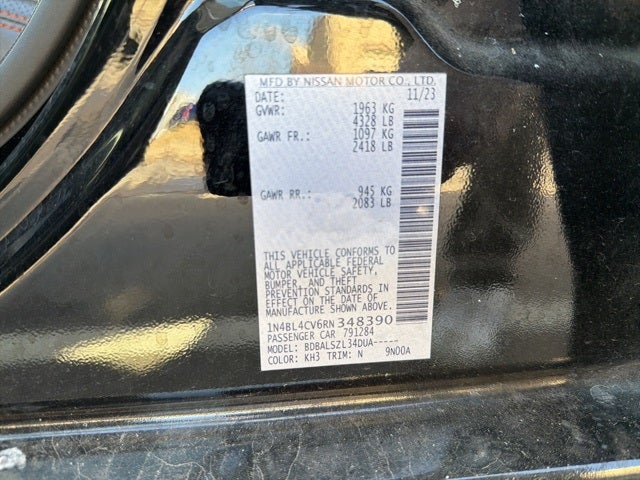 MFD BY NISSAN MOTOR CO., LTD.
DATE: 11/23
GVWR: 1963 KG
4328 LB
GAWR FR.: 1097 KG
2418 LB
GAWR RR.: 945 KG
2083 LB
THIS VEHICLE CONFORMS TO
ALL APPLICABLE FEDERAL
MOTOR VEHICLE SAFETY,
BUMPER, AND THEFT
PREVENTION STANDARDS IN
EFFECT ON THE DATE OF
MANUFACTURE SHOWN ABOVE.
1N4BL4CV6RN348390
PASSENGER CAR 791284
MODEL: BDBALSZL34DUA-----
COLOR: KH3 TRIM: N 9N00A